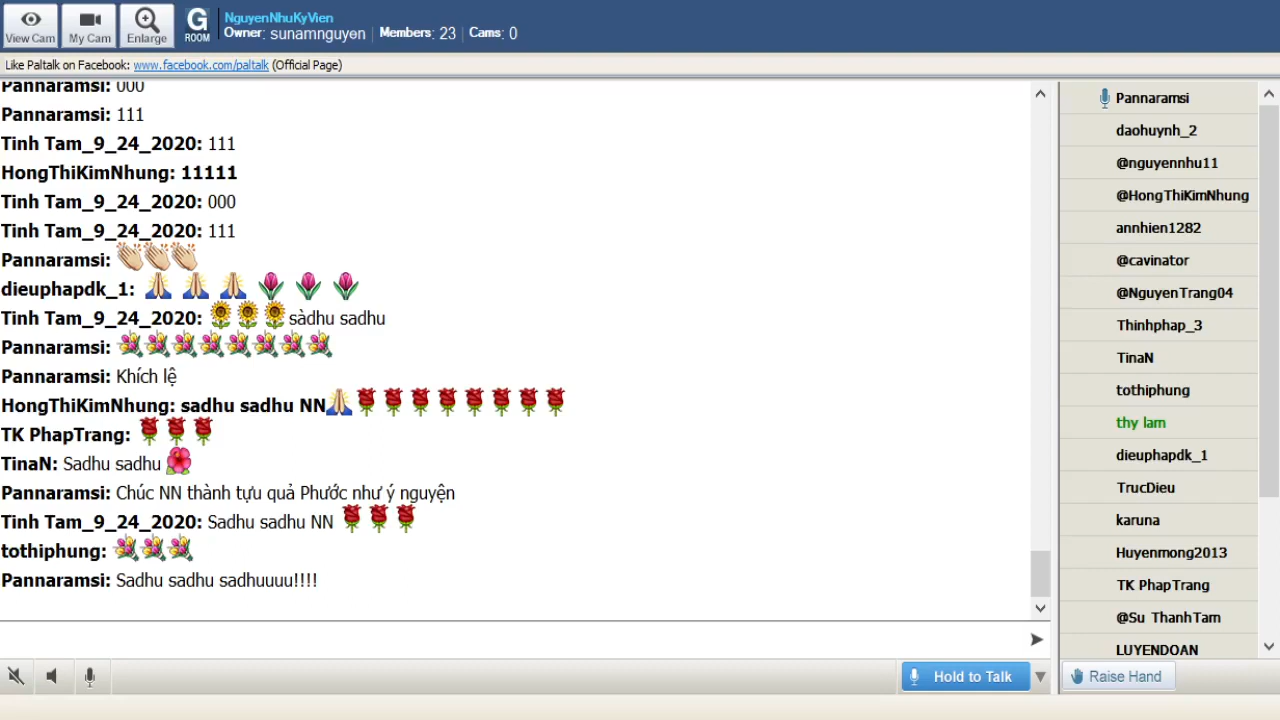 View Cam
My Cam
Enlarge
G
ROOM
NguyenNhuKyVien
Owner: sunamnguyen
Members: 23
Cams: 0
Like Paltalk on Facebook: www.facebook.com/paltalk (Official Page)
Pannaramsi: 000
Pannaramsi: 111
Tinh Tam_9_24_2020: 111
HongThiKimNhung: 11111
Tinh Tam_9_24_2020: 000
Tinh Tam_9_24_2020: 111
Pannaramsi: 👏👏👏
dieuphapdk_1: 🙏 🙏 🙏 🌷 🌷 🌷
Tinh Tam_9_24_2020: 🌻🌻🌻sàdhu sadhu
Pannaramsi: 💐💐💐💐💐💐💐💐
Pannaramsi: Khích lệ
HongThiKimNhung: sadhu sadhu NN🙏🌹🌹🌹🌹🌹🌹🌹🌹
TK PhapTrang: 🌹🌹🌹
TinaN: Sadhu sadhu 🌺
Pannaramsi: Chúc NN thành tựu quả Phước như ý nguyện
Tinh Tam_9_24_2020: Sadhu sadhu NN 🌹🌹🌹
tothiphung: 💐💐💐
Pannaramsi: Sadhu sadhu sadhuuuu!!!!
Hold to Talk
Pannaramsi
daohuynh_2
@nguyennhu11
@HongThiKimNhung
annhien1282
@cavinator
@NguyenTrang04
Thinhphap_3
TinaN
tothiphung
thy lam
dieuphapdk_1
TrucDieu
karuna
Huyenmong2013
TK PhapTrang
@Su ThanhTam
LUYENDOAN
Raise Hand